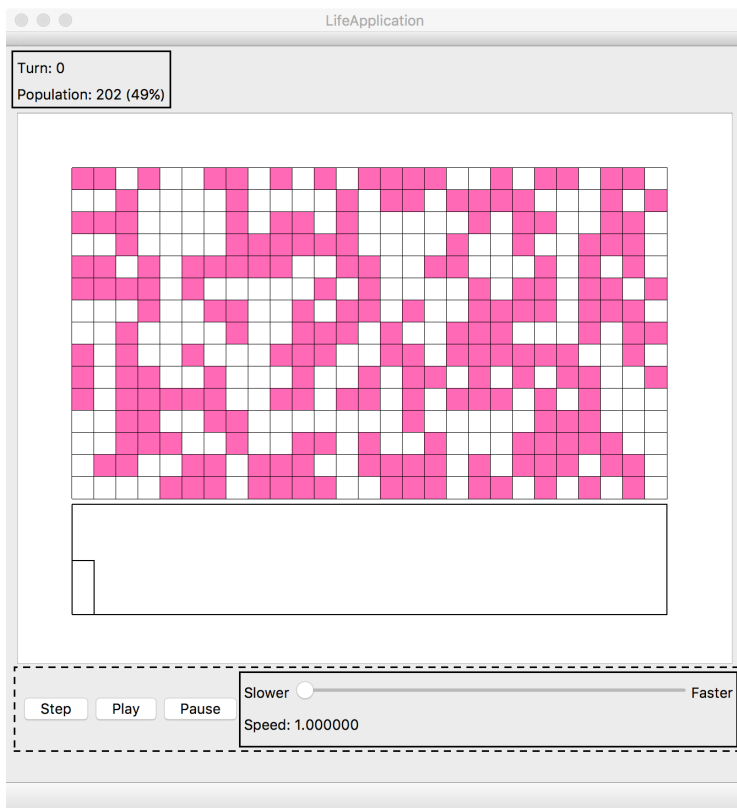 LifeApplication
Turn: 0
Population: 202 (49%)
Step Play Pause
Slower Faster
Speed: 1.000000